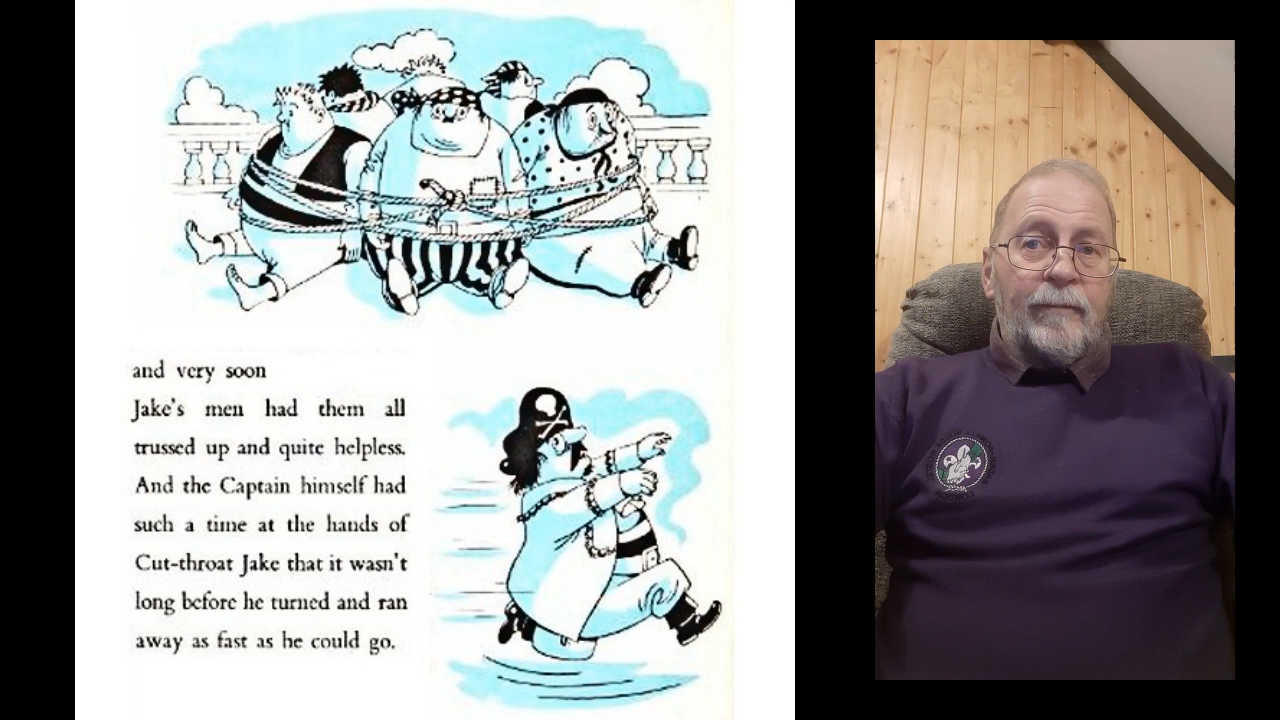 and very soon
Jake's men had them all
trussed up and quite helpless.
And the Captain himself had
such a time at the hands of
Cut-throat Jake that it wasn't
long before he turned and ran
away as fast as he could go.